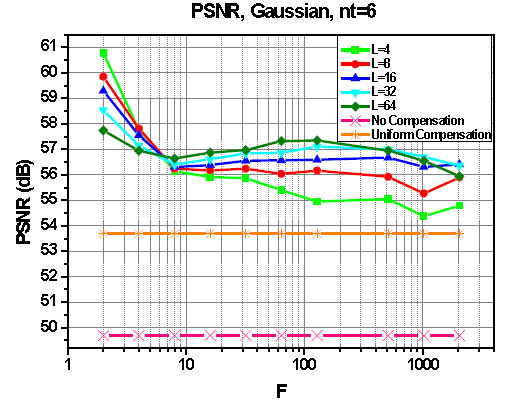 PSNR, Gaussian, nt=6
61
60
59
58
57
56
55
54
53
52
51
50
PSNR (dB)
L=4
L=8
L=16
L=32
L=64
No Compensation
Uniform Compensation
1
10
100
1000
F